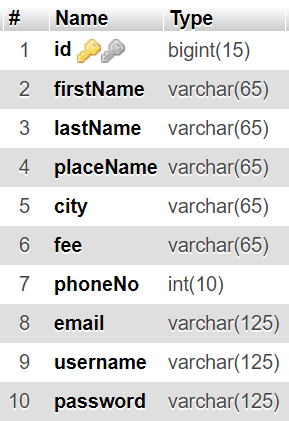 # Name Type
1 id bigint(15)
2 firstName varchar(65)
3 lastName varchar(65)
4 placeName varchar(65)
5 city varchar(65)
6 fee varchar(65)
7 phoneNo int(10)
8 email varchar(125)
9 username varchar(125)
10 password varchar(125)